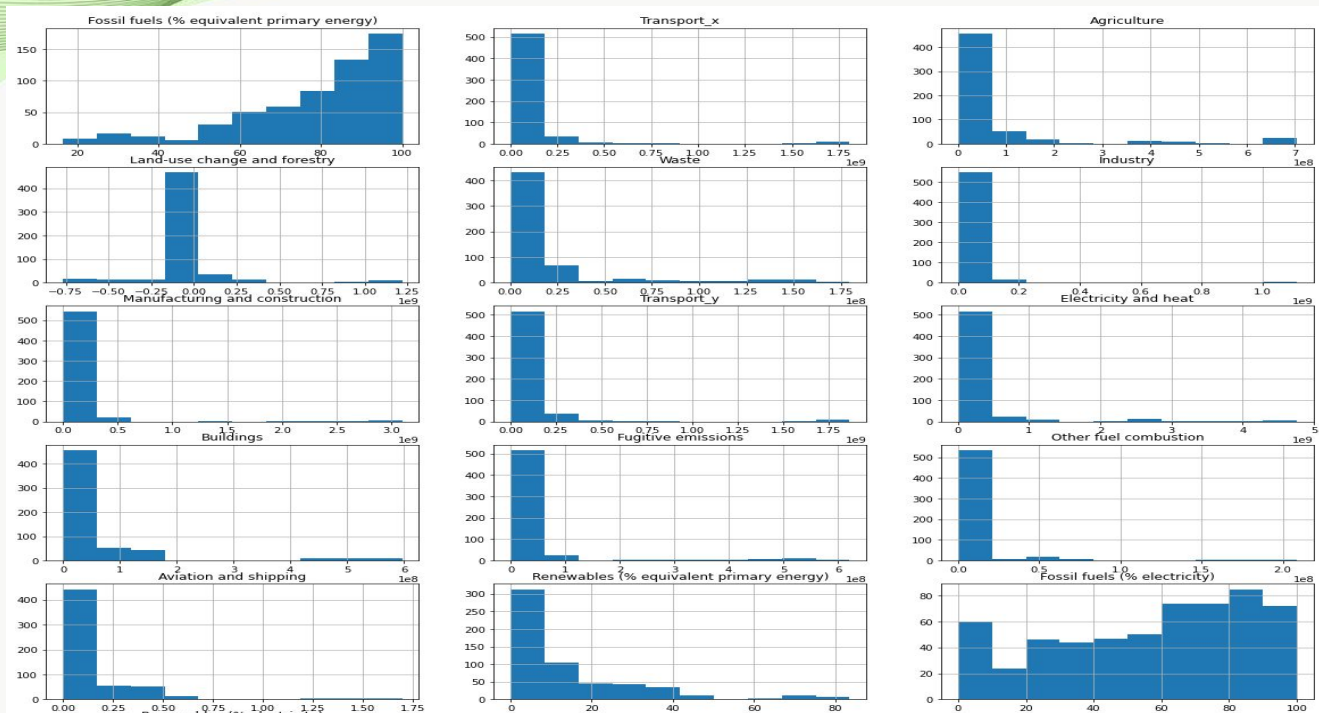 Fossil fuels (% equivalent primary energy)
150
100
50
0
20 40 60 80 100
Transport_x
500
400
300
200
100
0
0.00 0.25 0.50 0.75 1.00 1.25 1.50 1.75
1e9
Agriculture
400
300
200
100
0
0 1 2 3 4 5 6 7
1e8
Land-use change and forestry
400
300
200
100
0
−0.75 −0.50 −0.25 0.00 0.25 0.50 0.75 1.00 1.25
1e9
Waste
400
300
200
100
0
0.00 0.25 0.50 0.75 1.00 1.25 1.50 1.75
1e8
Industry
500
400
300
200
100
0
0.0 0.2 0.4 0.6 0.8 1.0
1e9
Manufacturing and construction
500
400
300
200
100
0
0.0 0.5 1.0 1.5 2.0 2.5 3.0
1e9
Transport_y
500
400
300
200
100
0
0.00 0.25 0.50 0.75 1.00 1.25 1.50 1.75
1e9
Electricity and heat
500
400
300
200
100
0
0 1 2 3 4 5
1e9
Buildings
400
300
200
100
0
0 1 2 3 4 5 6
1e8
Fugitive emissions
500
400
300
200
100
0
0 1 2 3 4 5 6
1e8
Other fuel combustion
500
400
300
200
100
0
0.0 0.5 1.0 1.5 2.0
1e8
Aviation and shipping
400
300
200
100
0
0.00 0.25 0.50 0.75 1.00 1.25 1.50 1.75
Renewables (% equivalent primary energy)
300
250
200
150
100
50
0
0 20 40 60 80
Fossil fuels (% electricity)
80
60
40
20
0
0 20 40 60 80 100